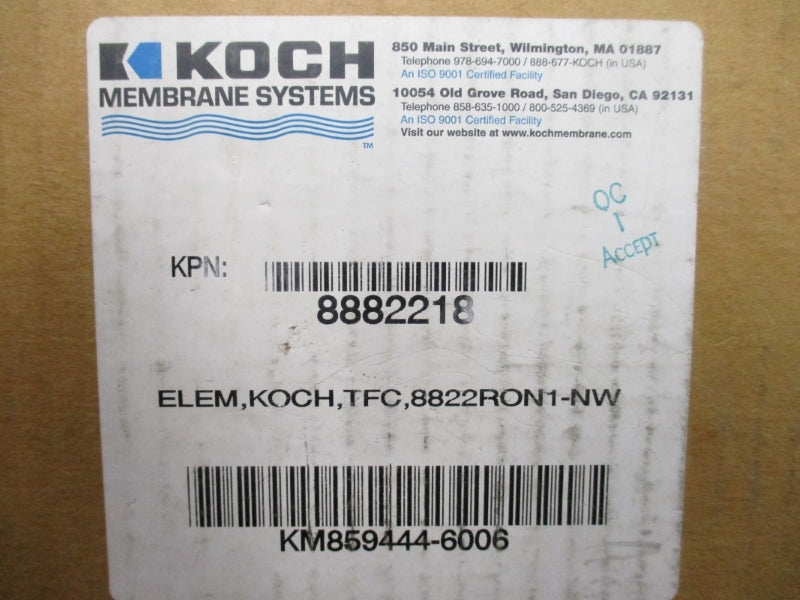 KOCH
MEMBRANE SYSTEMS
TM
850 Main Street, Wilmington, MA 01887
Telephone 978-694-7000 / 888-677-KOCH (in USA)
An ISO 9001 Certified Facility
10054 Old Grove Road, San Diego, CA 92131
Telephone 858-635-1000 / 800-525-4369 (in USA)
An ISO 9001 Certified Facility
Visit our website at www.kochmembrane.com
QC
1
ACCEPT
KPN:
8882218
ELEM,KOCH,TFC,8822RON1-NW
KM859444-6006